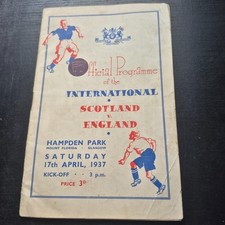 Official Programme
of the
INTERNATIONAL
SCOTLAND
v.
ENGLAND
HAMPDEN PARK
MOUNT FLORIDA - GLASGOW
SATURDAY
17TH APRIL, 1937
KICK-OFF - - 3 p.m.
PRICE 3D